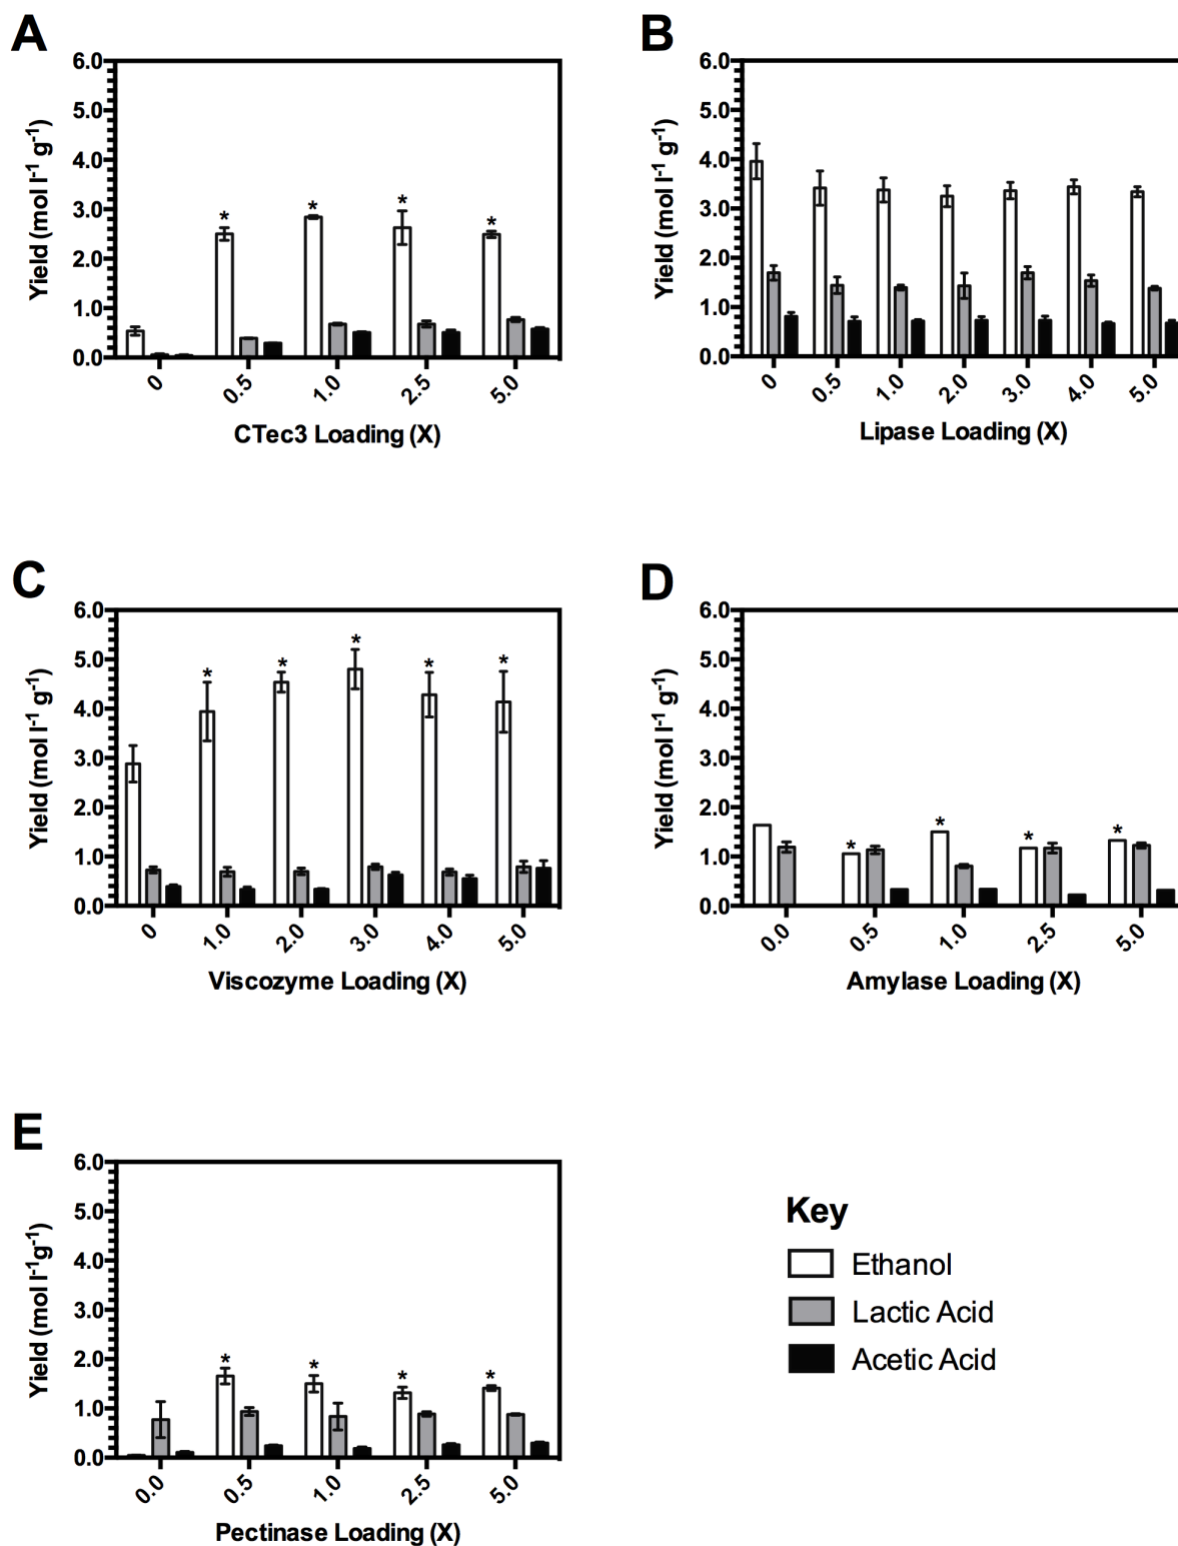 A
6.0
5.0
4.0
3.0
2.0
1.0
0.0
Yield (mol l⁻¹ g⁻¹)
* * * *
0 0.5 1.0 2.5 5.0
CTec3 Loading (X)
B
6.0
5.0
4.0
3.0
2.0
1.0
0.0
Yield (mol l⁻¹ g⁻¹)
0 0.5 1.0 2.0 3.0 4.0 5.0
Lipase Loading (X)
C
6.0
5.0
4.0
3.0
2.0
1.0
0.0
Yield (mol l⁻¹ g⁻¹)
* * * * *
0 1.0 2.0 3.0 4.0 5.0
Viscozyme Loading (X)
D
6.0
5.0
4.0
3.0
2.0
1.0
0.0
Yield (mol l⁻¹ g⁻¹)
* * * *
0.0 0.5 1.0 2.5 5.0
Amylase Loading (X)
E
6.0
5.0
4.0
3.0
2.0
1.0
0.0
Yield (mol l⁻¹g⁻¹)
* * * *
0.0 0.5 1.0 2.5 5.0
Pectinase Loading (X)
Key
Ethanol
Lactic Acid
Acetic Acid